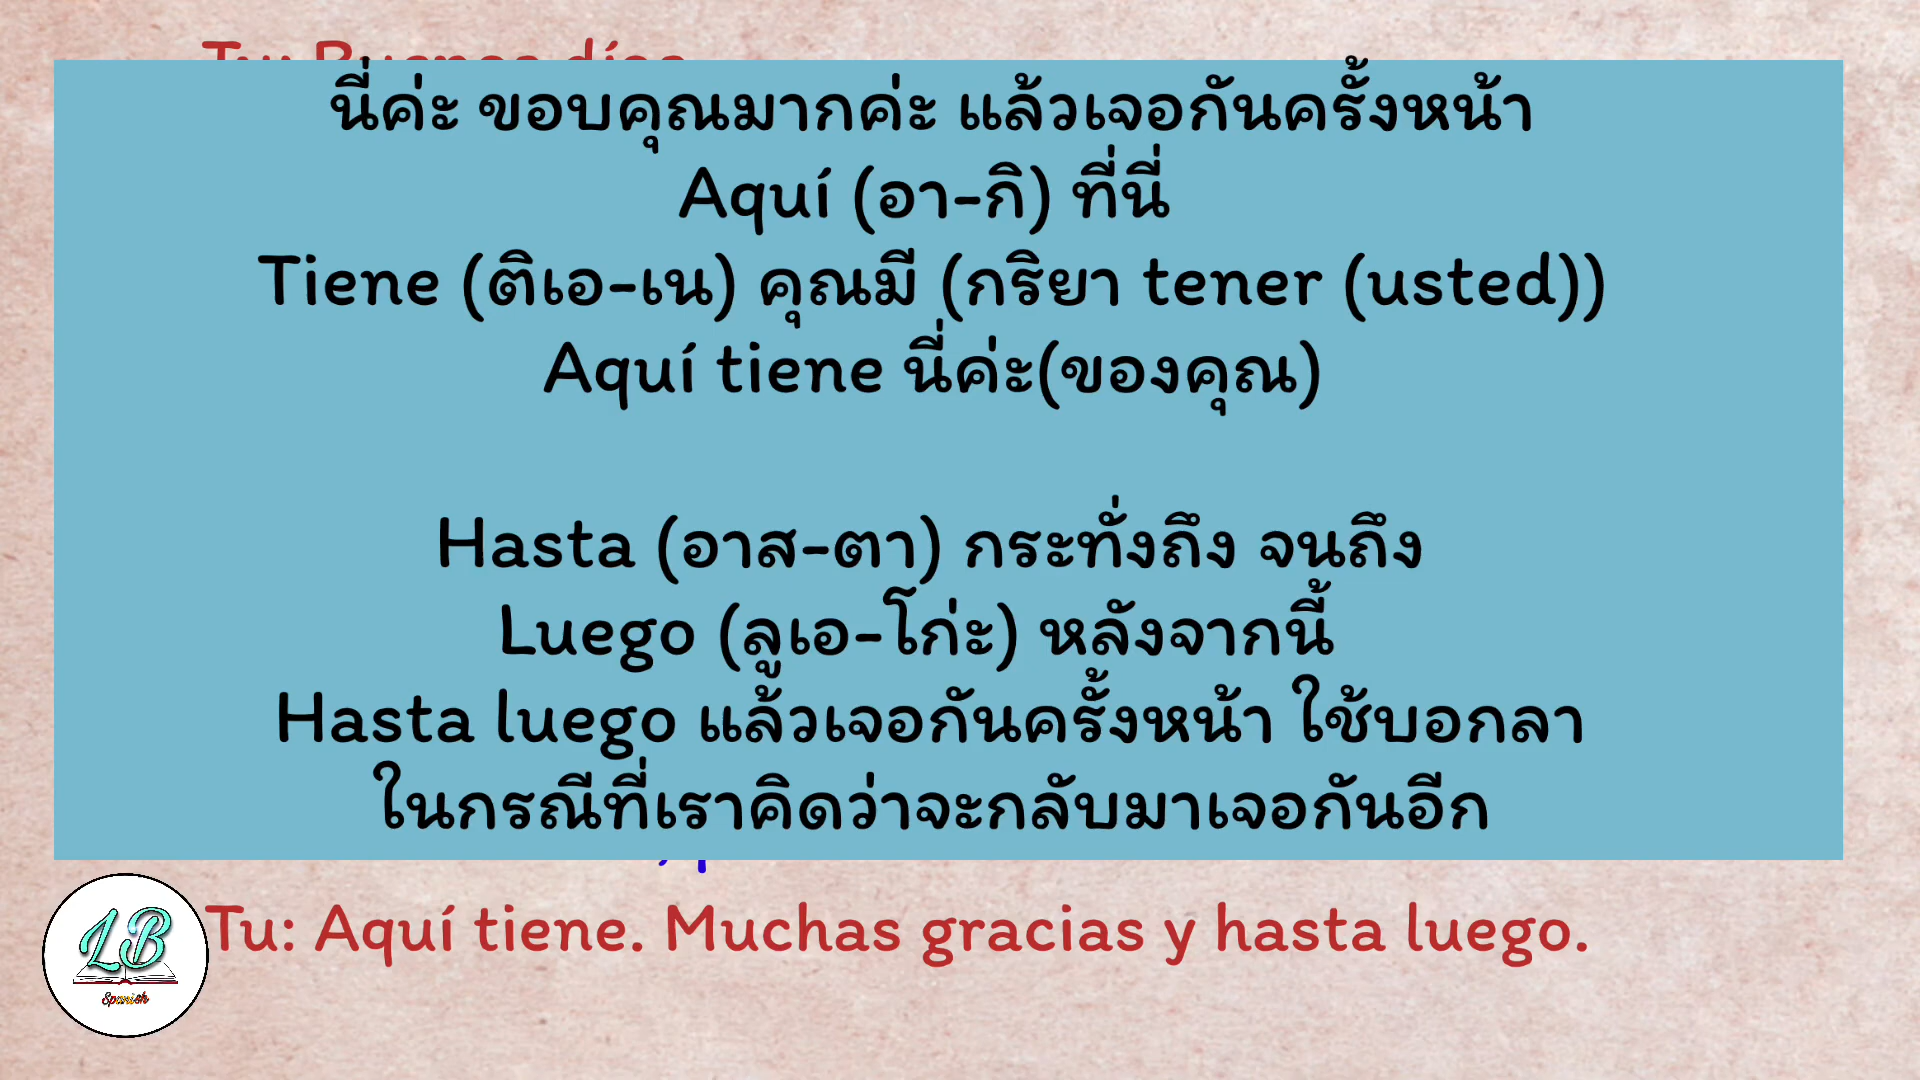 Tu: Buenos días
นี่ค่ะ ขอบคุณมากค่ะ แล้วเจอกันครั้งหน้า
Aquí (อา-กิ) ที่นี่
Tiene (ติเอ-เน) คุณมี (กริยา tener (usted))
Aquí tiene นี่ค่ะ(ของคุณ)
Hasta (อาส-ตา) กระทั่งถึง จนถึง
Luego (ลูเอ-โก่ะ) หลังจากนี้
Hasta luego แล้วเจอกันครั้งหน้า ใช้บอกลา
ในกรณีที่เราคิดว่าจะกลับมาเจอกันอีก
Tu: Aquí tiene. Muchas gracias y hasta luego.
LB
Spanish